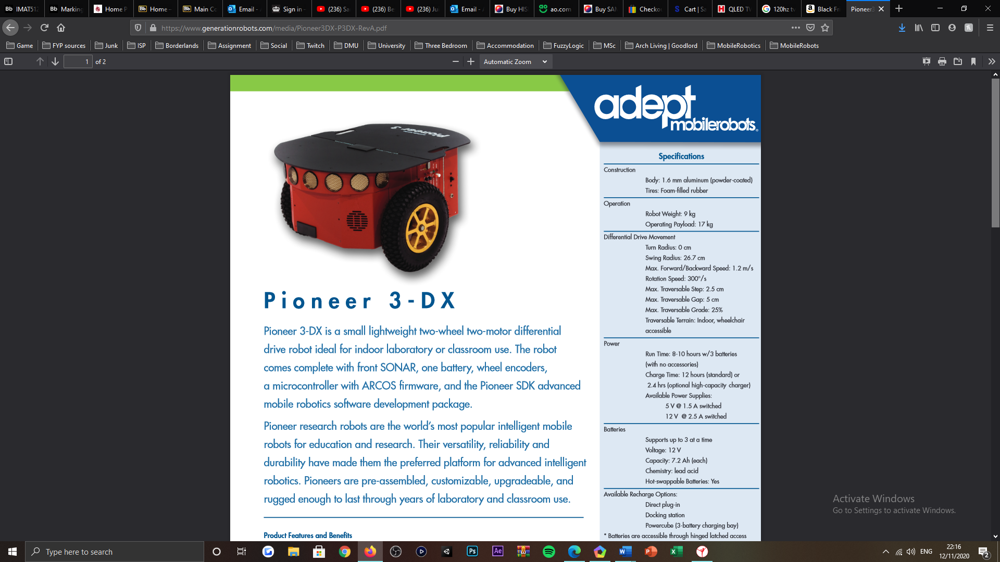 IMAT51
Marking
Home P
Home -
Main Co
Email -
Sign in -
(236) Sa
(236) Be
(236) Ju
Email -
Buy HIS
ao.com
Buy SAM
Checko
Cart | Sa
QLED TV
120hz tv
Black Fri
Pioneer3
https://www.generationrobots.com/media/Pioneer3DX-P3DX-RevA.pdf
Game
FYP sources
Junk
ISP
Borderlands
Assignment
Social
Twitch
DMU
University
Three Bedroom
Accommodation
FuzzyLogic
MSc
Arch Living | Goodlord
MobileRobotics
MobileRobots
1 of 2
Automatic Zoom
adept
mobilerobots
Pioneer 3
Pioneer 3-DX
Pioneer 3-DX is a small lightweight two-wheel two-motor differential
drive robot ideal for indoor laboratory or classroom use. The robot
comes complete with front SONAR, one battery, wheel encoders,
a microcontroller with ARCOS firmware, and the Pioneer SDK advanced
mobile robotics software development package.
Pioneer research robots are the world's most popular intelligent mobile
robots for education and research. Their versatility, reliability and
durability have made them the preferred platform for advanced intelligent
robotics. Pioneers are pre-assembled, customizable, upgradeable, and
rugged enough to last through years of laboratory and classroom use.
Product Features and Benefits
Specifications
Construction
Body: 1.6 mm aluminum (powder-coated)
Tires: Foam-filled rubber
Operation
Robot Weight: 9 kg
Operating Payload: 17 kg
Differential Drive Movement
Turn Radius: 0 cm
Swing Radius: 26.7 cm
Max. Forward/Backward Speed: 1.2 m/s
Rotation Speed: 300°/s
Max. Traversable Step: 2.5 cm
Max. Traversable Gap: 5 cm
Max. Traversable Grade: 25%
Traversable Terrain: Indoor, wheelchair
accessible
Power
Run Time: 8-10 hours w/3 batteries
(with no accessories)
Charge Time: 12 hours (standard) or
2.4 hrs (optional high-capacity charger)
Available Power Supplies:
5 V @ 1.5 A switched
12 V @ 2.5 A switched
Batteries
Supports up to 3 at a time
Voltage: 12 V
Capacity: 7.2 Ah (each)
Chemistry: lead acid
Hot-swappable Batteries: Yes
Available Recharge Options:
Direct plug-in
Docking station
Powercube (3-battery charging bay)
* Batteries are accessible through hinged latched access
Activate Windows
Go to Settings to activate Windows.
Type here to search
ENG
22:16
12/11/2020
2